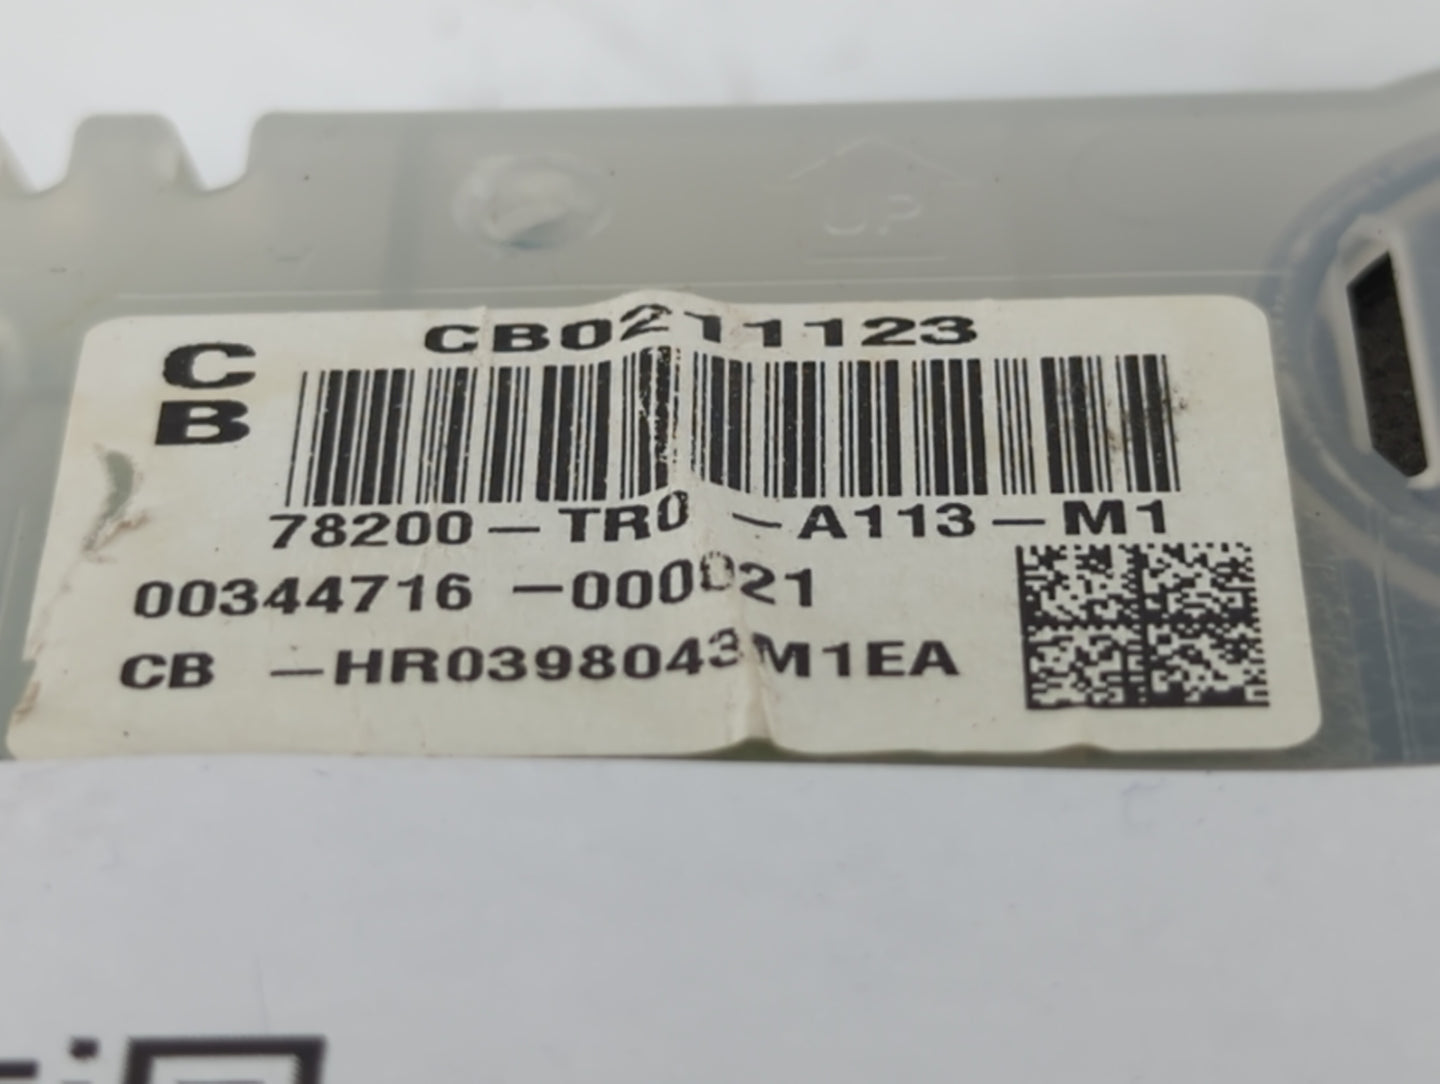 UP
CB0211123
C
B
78200-TR0-A113-M1
00344716-000021
CB -HR0398043M1EA